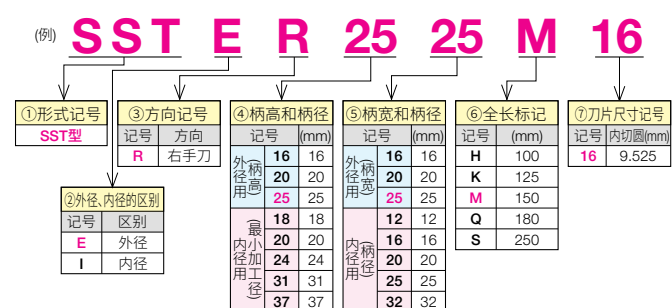 (例) SST E R 25 25 M 16
①形式记号
SST型
②外径、内径的区别
记号 区别
E 外径
I 内径
③方向记号
记号 方向
R 右手刀
④柄高和柄径
记号 (mm)
外径用(柄高)
16 16
20 20
25 25
内径用(最小加工径)
18 18
20 20
24 24
31 31
37 37
⑤柄宽和柄径
记号 (mm)
外径用(柄宽)
16 16
20 20
25 25
内径用(柄径)
12 12
16 16
20 20
25 25
32 32
⑥全长标记
记号 (mm)
H 100
K 125
M 150
Q 180
S 250
⑦刀片尺寸记号
记号 内切圆(mm)
16 9.525